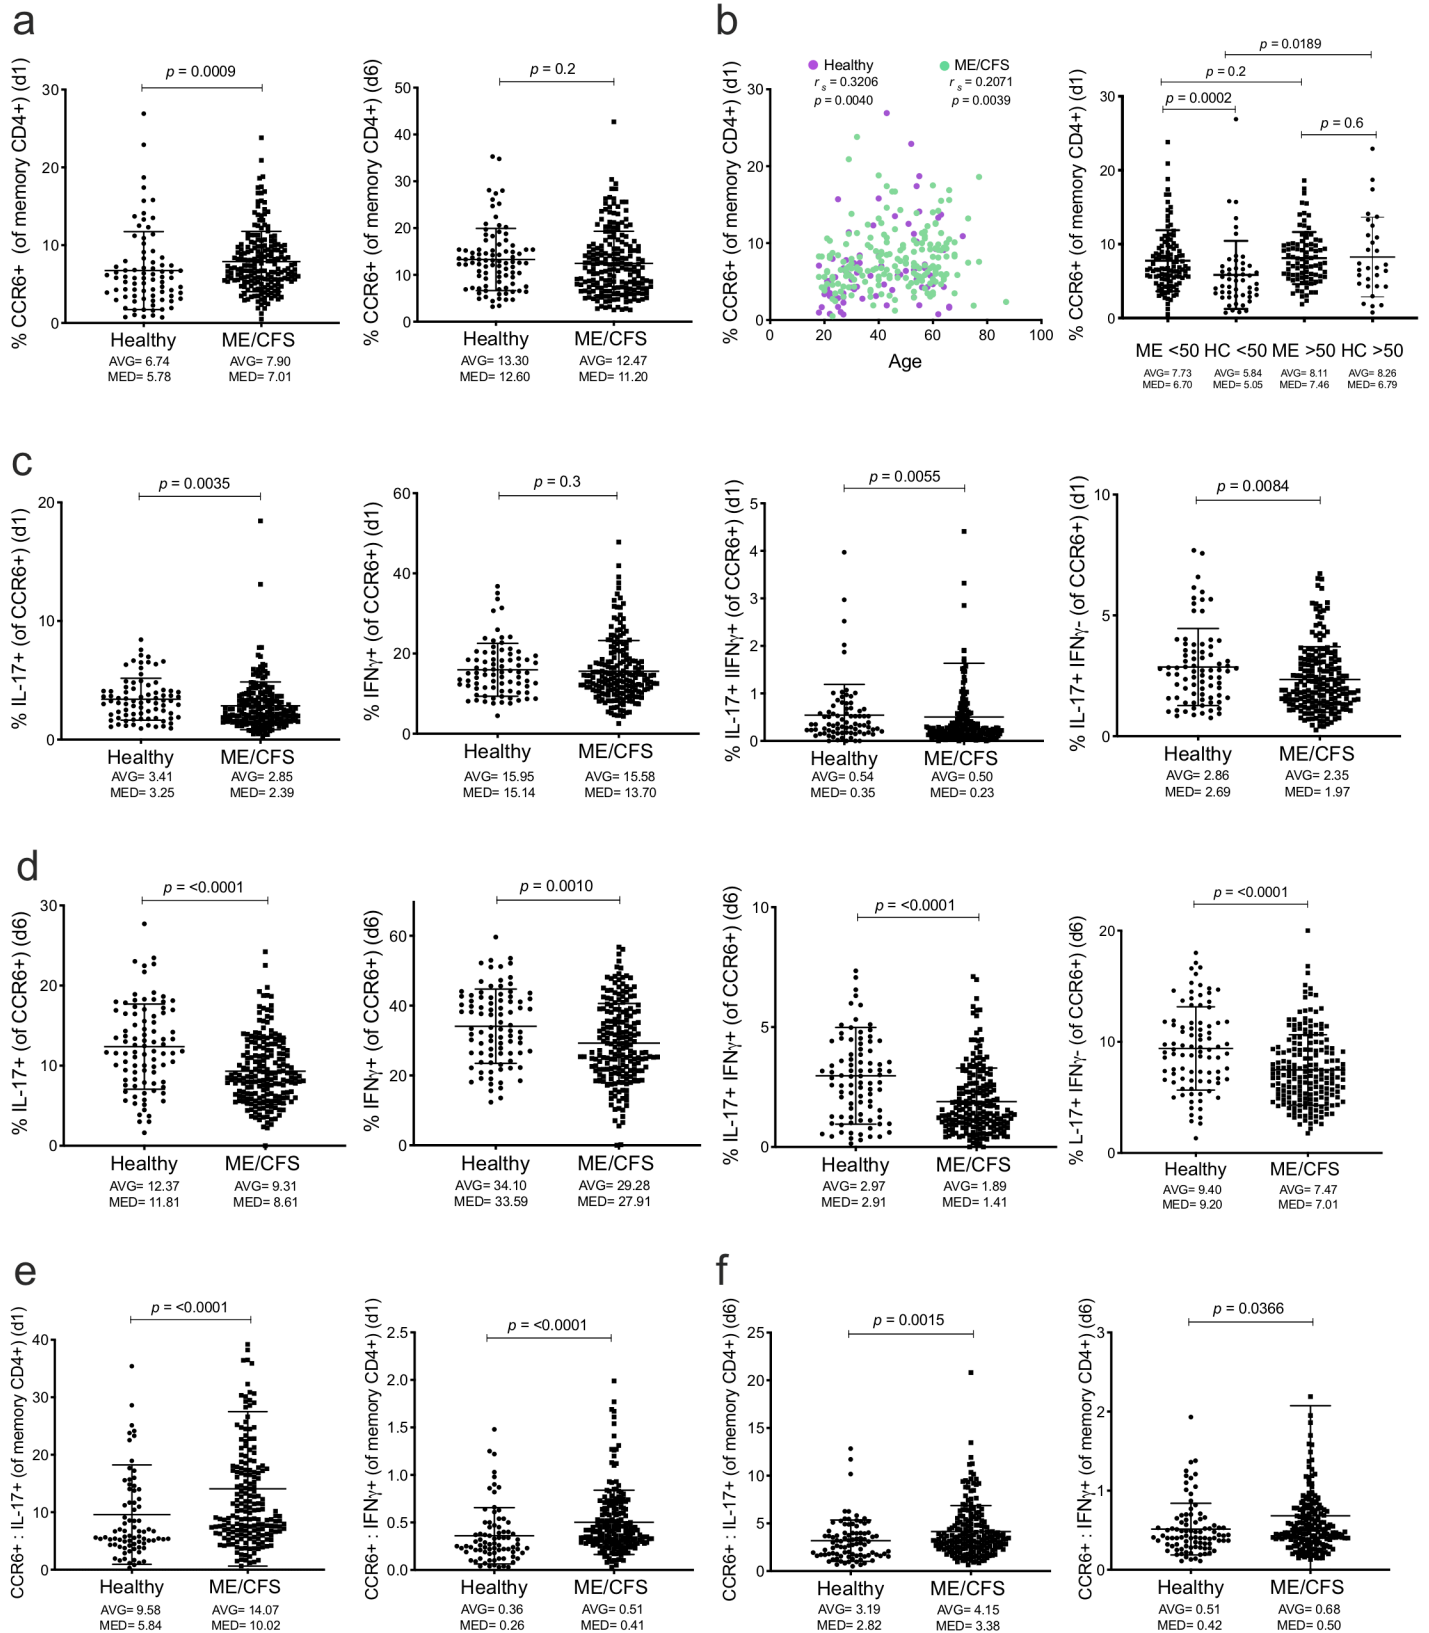 a
% CCR6+ (of memory CD4+) (d1)
p = 0.0009
30
20
10
0
Healthy ME/CFS
AVG= 6.74 AVG= 7.90
MED= 5.78 MED= 7.01
% CCR6+ (of memory CD4+) (d6)
p = 0.2
50
40
30
20
10
0
Healthy ME/CFS
AVG= 13.30 AVG= 12.47
MED= 12.60 MED= 11.20
b
% CCR6+ (of memory CD4+) (d1)
Healthy ME/CFS
r s = 0.3206 r s = 0.2071
p = 0.0040 p = 0.0039
30
20
10
0
0 20 40 60 80 100
Age
% CCR6+ (of memory CD4+) (d1)
p = 0.0189
p = 0.2
p = 0.0002
p = 0.6
30
20
10
0
ME <50 HC <50 ME >50 HC >50
AVG= 7.73 AVG= 5.84 AVG= 8.11 AVG= 8.26
MED= 6.70 MED= 5.05 MED= 7.46 MED= 6.79
c
% IL-17+ (of CCR6+) (d1)
p = 0.0035
20
10
0
Healthy ME/CFS
AVG= 3.41 AVG= 2.85
MED= 3.25 MED= 2.39
% IFNγ+ (of CCR6+) (d1)
p = 0.3
60
40
20
0
Healthy ME/CFS
AVG= 15.95 AVG= 15.58
MED= 15.14 MED= 13.70
% IL-17+ IIFNγ+ (of CCR6+) (d1)
p = 0.0055
5
4
3
2
1
0
Healthy ME/CFS
AVG= 0.54 AVG= 0.50
MED= 0.35 MED= 0.23
% IL-17+ IFNγ- (of CCR6+) (d1)
p = 0.0084
10
5
0
Healthy ME/CFS
AVG= 2.86 AVG= 2.35
MED= 2.69 MED= 1.97
d
% IL-17+ (of CCR6+) (d6)
p = <0.0001
30
20
10
0
Healthy ME/CFS
AVG= 12.37 AVG= 9.31
MED= 11.81 MED= 8.61
% IFNγ+ (of CCR6+) (d6)
p = 0.0010
60
40
20
0
Healthy ME/CFS
AVG= 34.10 AVG= 29.28
MED= 33.59 MED= 27.91
% IL-17+ IFNγ+ (of CCR6+) (d6)
p = <0.0001
10
5
0
Healthy ME/CFS
AVG= 2.97 AVG= 1.89
MED= 2.91 MED= 1.41
% L-17+ IFNγ- (of CCR6+) (d6)
p = <0.0001
20
10
0
Healthy ME/CFS
AVG= 9.40 AVG= 7.47
MED= 9.20 MED= 7.01
e
CCR6+ : IL-17+ (of memory CD4+) (d1)
p = <0.0001
40
30
20
10
0
Healthy ME/CFS
AVG= 9.58 AVG= 14.07
MED= 5.84 MED= 10.02
CCR6+ : IFNγ+ (of memory CD4+) (d1)
p = <0.0001
2.5
2.0
1.5
1.0
0.5
0.0
Healthy ME/CFS
AVG= 0.36 AVG= 0.51
MED= 0.26 MED= 0.41
f
CCR6+ : IL-17+ (of memory CD4+) (d6)
p = 0.0015
25
20
15
10
5
0
Healthy ME/CFS
AVG= 3.19 AVG= 4.15
MED= 2.82 MED= 3.38
CCR6+ : IFNγ+ (of memory CD4+) (d6)
p = 0.0366
3
2
1
0
Healthy ME/CFS
AVG= 0.51 AVG= 0.68
MED= 0.42 MED= 0.50